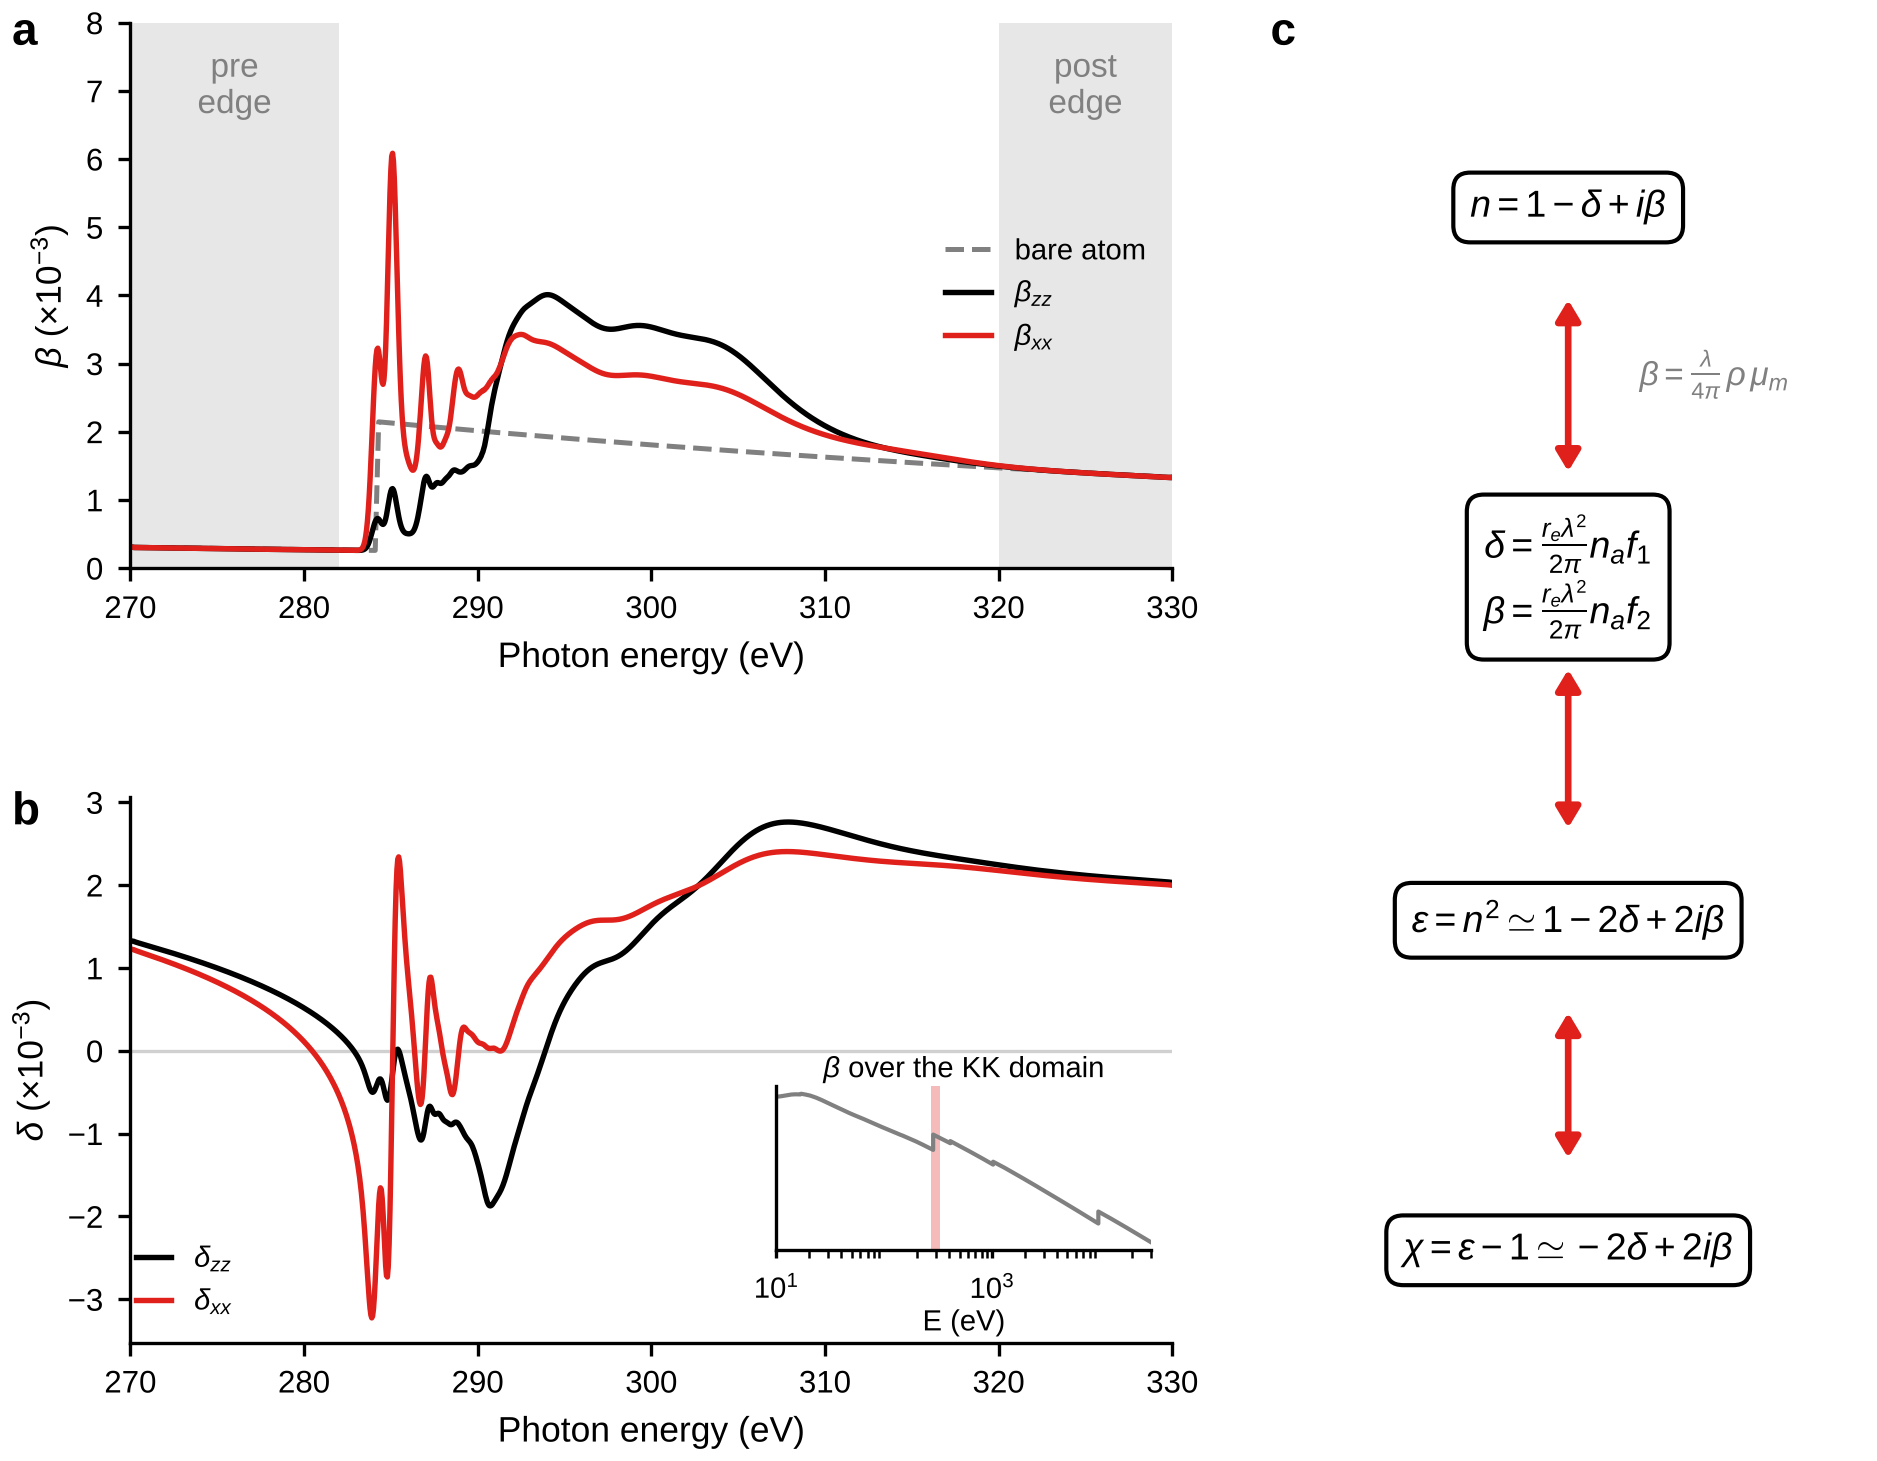 a
8
7
6
5
4
3
2
1
0
β (×10⁻³)
pre
edge
post
edge
bare atom
β_zz
β_xx
270 280 290 300 310 320 330
Photon energy (eV)
b
3
2
1
0
−1
−2
−3
δ (×10⁻³)
δ_zz
δ_xx
β over the KK domain
10¹ 10³
E (eV)
270 280 290 300 310 320 330
Photon energy (eV)
c
n = 1 − δ + iβ
β = λ/4π ρ μ_m
δ = r_eλ²/2π n_a f₁
β = r_eλ²/2π n_a f₂
ε = n² ≃ 1 − 2δ + 2iβ
χ = ε − 1 ≃ − 2δ + 2iβ